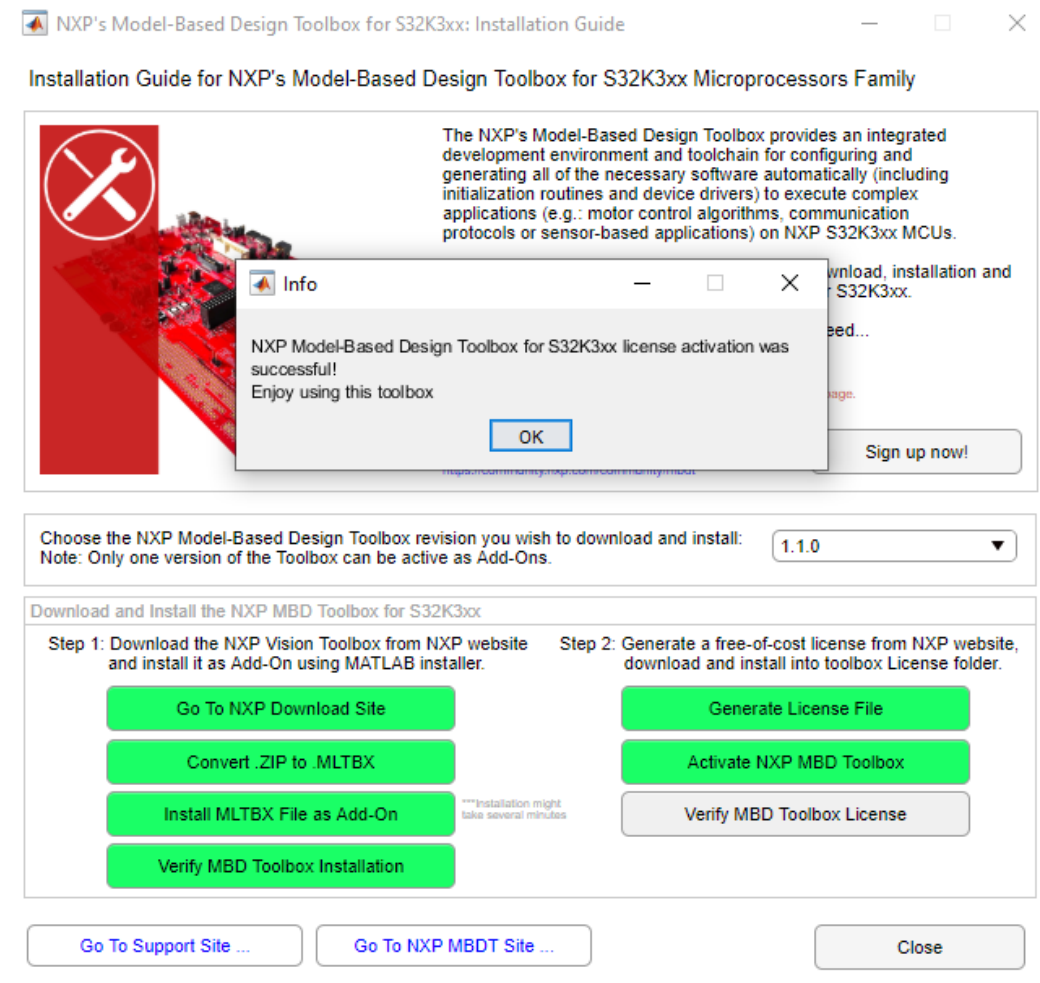 NXP's Model-Based Design Toolbox for S32K3xx: Installation Guide
Installation Guide for NXP's Model-Based Design Toolbox for S32K3xx Microprocessors Family
The NXP's Model-Based Design Toolbox provides an integrated
development environment and toolchain for configuring and
generating all of the necessary software automatically (including
initialization routines and device drivers) to execute complex
applications (e.g.: motor control algorithms, communication
protocols or sensor-based applications) on NXP S32K3xx MCUs.
installation and
S32K3xx.
Info
NXP Model-Based Design Toolbox for S32K3xx license activation was
successful!
Enjoy using this toolbox
OK
Sign up now!
Choose the NXP Model-Based Design Toolbox revision you wish to download and install:
Note: Only one version of the Toolbox can be active as Add-Ons.
1.1.0
Download and Install the NXP MBD Toolbox for S32K3xx
Step 1: Download the NXP Vision Toolbox from NXP website
and install it as Add-On using MATLAB installer.
Go To NXP Download Site
Convert .ZIP to .MLTBX
Install MLTBX File as Add-On
***Installation might
take several minutes
Verify MBD Toolbox Installation
Step 2: Generate a free-of-cost license from NXP website,
download and install into toolbox License folder.
Generate License File
Activate NXP MBD Toolbox
Verify MBD Toolbox License
Go To Support Site ...
Go To NXP MBDT Site ...
Close